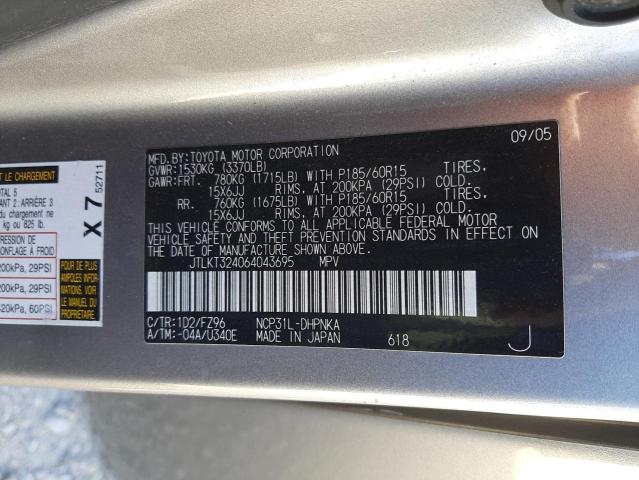 MFD.BY:TOYOTA MOTOR CORPORATION 09/05
GVWR:1530KG (3370LB)
GAWR:FRT. 780KG (1715LB) WITH P185/60R15 TIRES.
15X6JJ RIMS. AT 200KPA (29PSI) COLD.
RR. 760KG (1675LB) WITH P185/60R15 TIRES.
15X6JJ RIMS. AT 200KPA (29PSI) COLD.
THIS VEHICLE CONFORMS TO ALL APPLICABLE FEDERAL MOTOR
VEHICLE SAFETY AND THEFT PREVENTION STANDARDS IN EFFECT ON
THE DATE OF MANUFACTURE SHOWN ABOVE.
JTLKT324064043695 MPV
C/TR:1D2/FZ96 NCP31L-DHPNKA
A/TM:-04A/U340E MADE IN JAPAN 618 J
ET LE CHARGEMENT
TOTAL 5
ANT 2: ARRIÈRE 3
du chargement ne
kg ou 825 lb.
X 7
52711
PRESSION DE
GONFLAGE À FROID
200kPa, 29PSI
200kPa, 29PSI
420kPa, 60PSI
POUR DE PLUS
AMPLES INFOR-
MATIONS